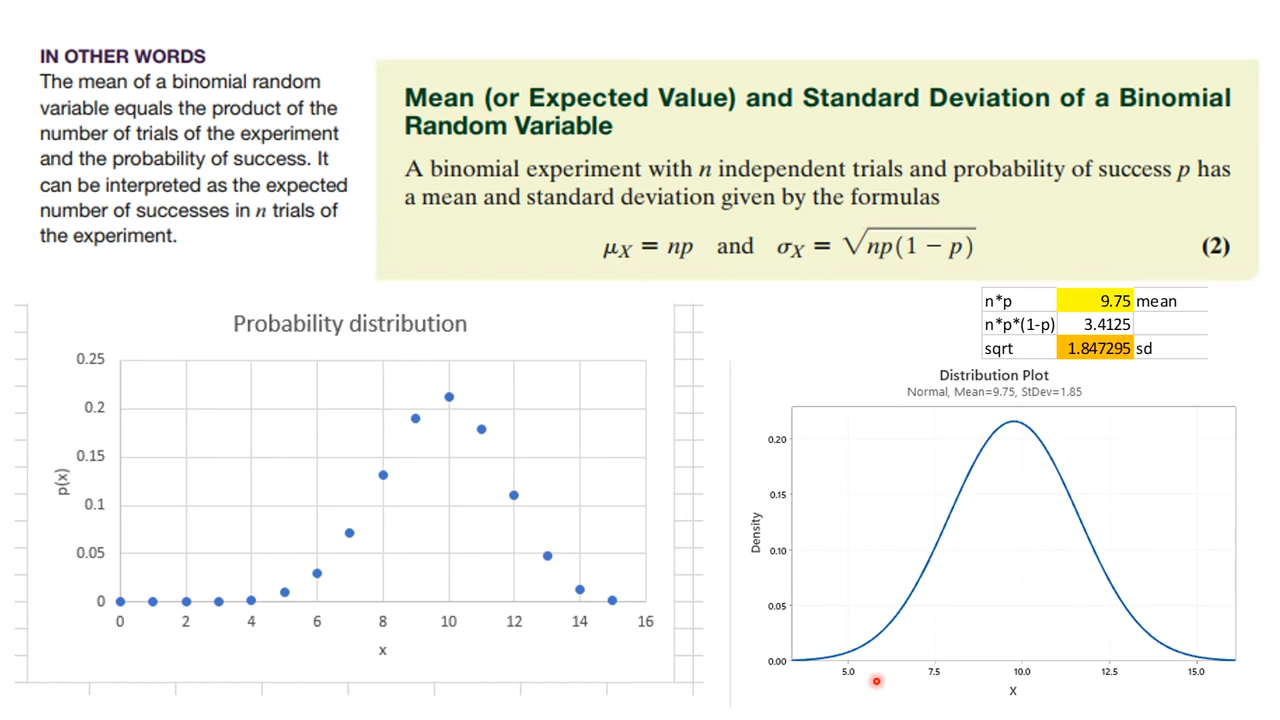 IN OTHER WORDS
The mean of a binomial random
variable equals the product of the
number of trials of the experiment
and the probability of success. It
can be interpreted as the expected
number of successes in n trials of
the experiment.
Mean (or Expected Value) and Standard Deviation of a Binomial
Random Variable
A binomial experiment with n independent trials and probability of success p has
a mean and standard deviation given by the formulas
μX = np and σX = √np(1 − p) (2)
n*p 9.75 mean
n*p*(1-p) 3.4125
sqrt 1.847295 sd
Probability distribution
0.25
0.2
0.15
0.1
0.05
0
p(x)
0 2 4 6 8 10 12 14 16
x
Distribution Plot
Normal, Mean=9.75, StDev=1.85
0.20
0.15
0.10
0.05
0.00
Density
5.0 7.5 10.0 12.5 15.0
X